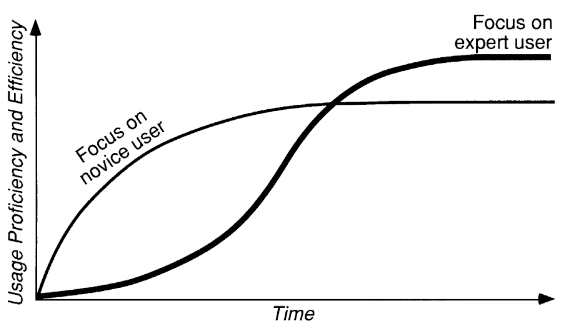 Focus on
expert user
Focus on
novice user
Usage Proficiency and Efficiency
Time